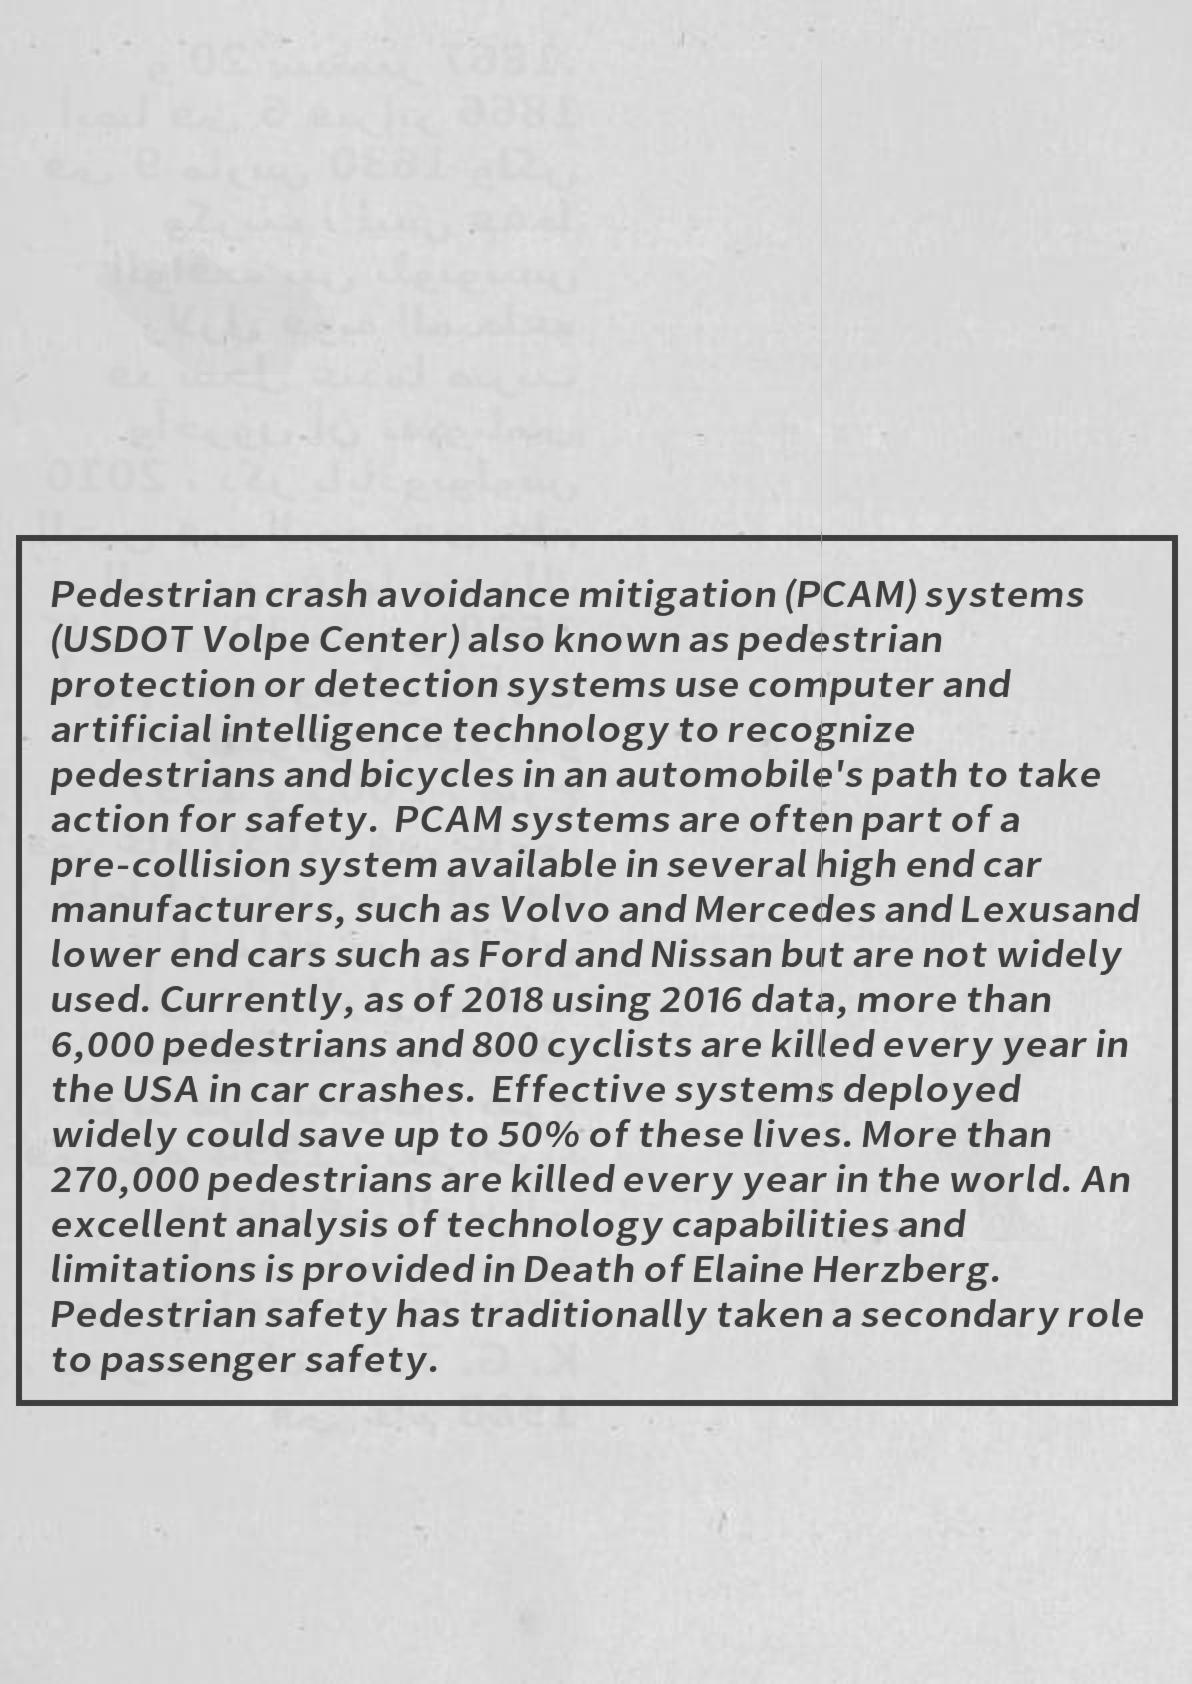 Pedestrian crash avoidance mitigation (PCAM) systems
(USDOT Volpe Center) also known as pedestrian
protection or detection systems use computer and
artificial intelligence technology to recognize
pedestrians and bicycles in an automobile's path to take
action for safety.  PCAM systems are often part of a
pre-collision system available in several high end car
manufacturers, such as Volvo and Mercedes and Lexusand
lower end cars such as Ford and Nissan but are not widely
used. Currently, as of 2018 using 2016 data, more than
6,000 pedestrians and 800 cyclists are killed every year in
the USA in car crashes.  Effective systems deployed
widely could save up to 50% of these lives. More than
270,000 pedestrians are killed every year in the world. An
excellent analysis of technology capabilities and
limitations is provided in Death of Elaine Herzberg.
Pedestrian safety has traditionally taken a secondary role
to passenger safety.